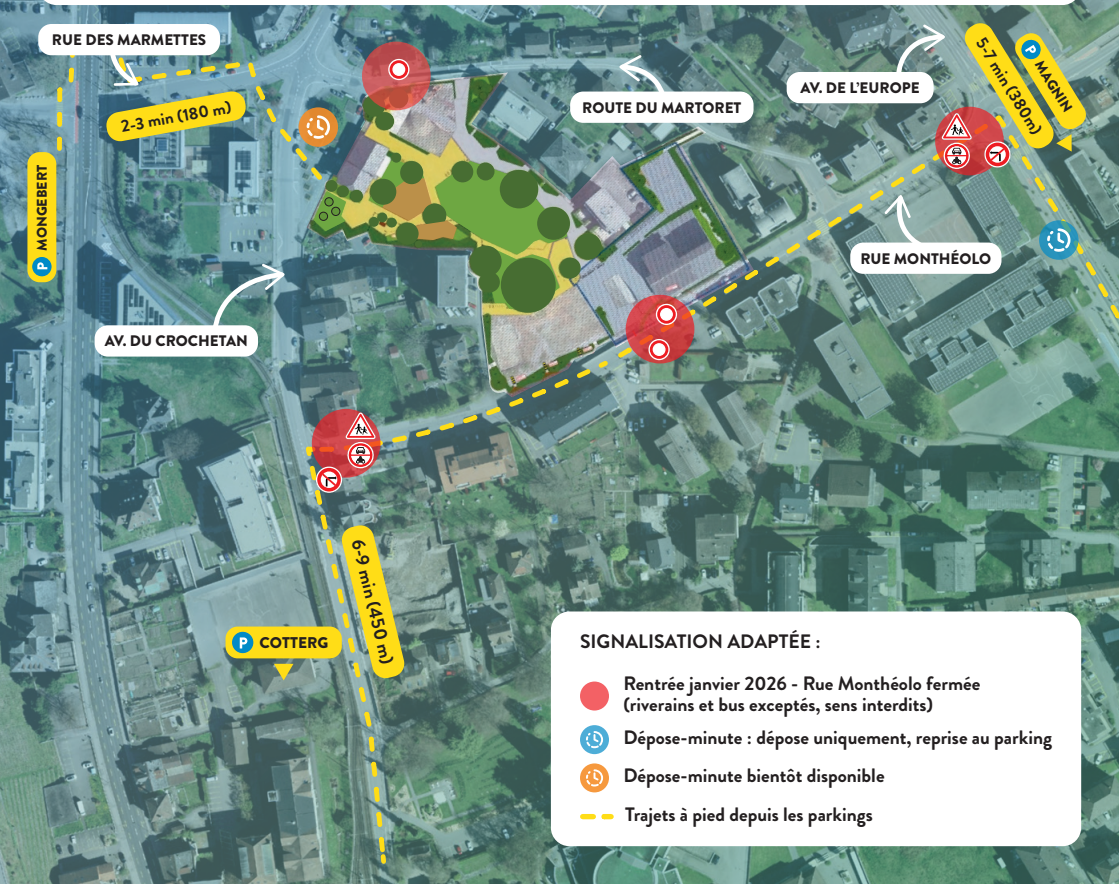 RUE DES MARMETTES
2-3 min (180 m)
P MONGEBERT
AV. DU CROCHETAN
ROUTE DU MARTORET
AV. DE L'EUROPE
5-7 min (380m)
P MAGNIN
RUE MONTHÉOLO
6-9 min (450 m)
P COTTERG
SIGNALISATION ADAPTÉE :
Rentrée janvier 2026 - Rue Monthéolo fermée
(riverains et bus exceptés, sens interdits)
Dépose-minute : dépose uniquement, reprise au parking
Dépose-minute bientôt disponible
Trajets à pied depuis les parkings